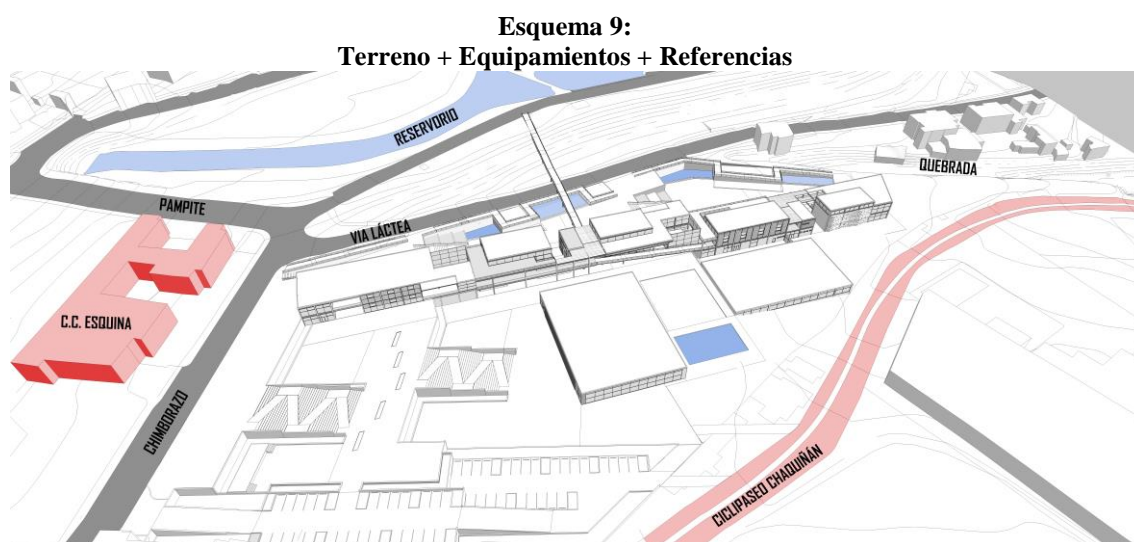 Esquema 9:
Terreno + Equipamientos + Referencias
RESERVORIO
QUEBRADA
PAMPITE
VIA LÁCTEA
C.C. ESQUINA
CHIMBORAZO
CICLIPASEO CHAQUIÑÁN